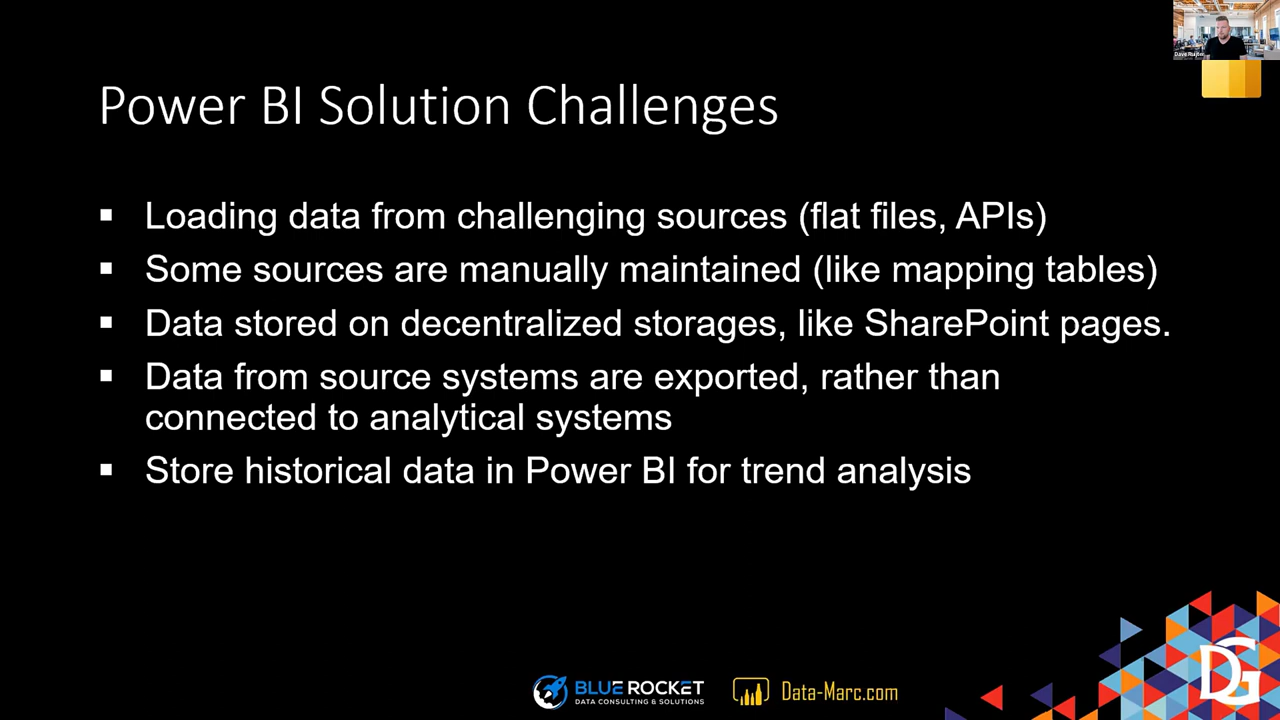 Dave Ruijter
Power BI Solution Challenges
▪ Loading data from challenging sources (flat files, APIs)
▪ Some sources are manually maintained (like mapping tables)
▪ Data stored on decentralized storages, like SharePoint pages.
▪ Data from source systems are exported, rather than
connected to analytical systems
▪ Store historical data in Power BI for trend analysis
BLUE ROCKET
DATA CONSULTING & SOLUTIONS
Data-Marc.com
DG